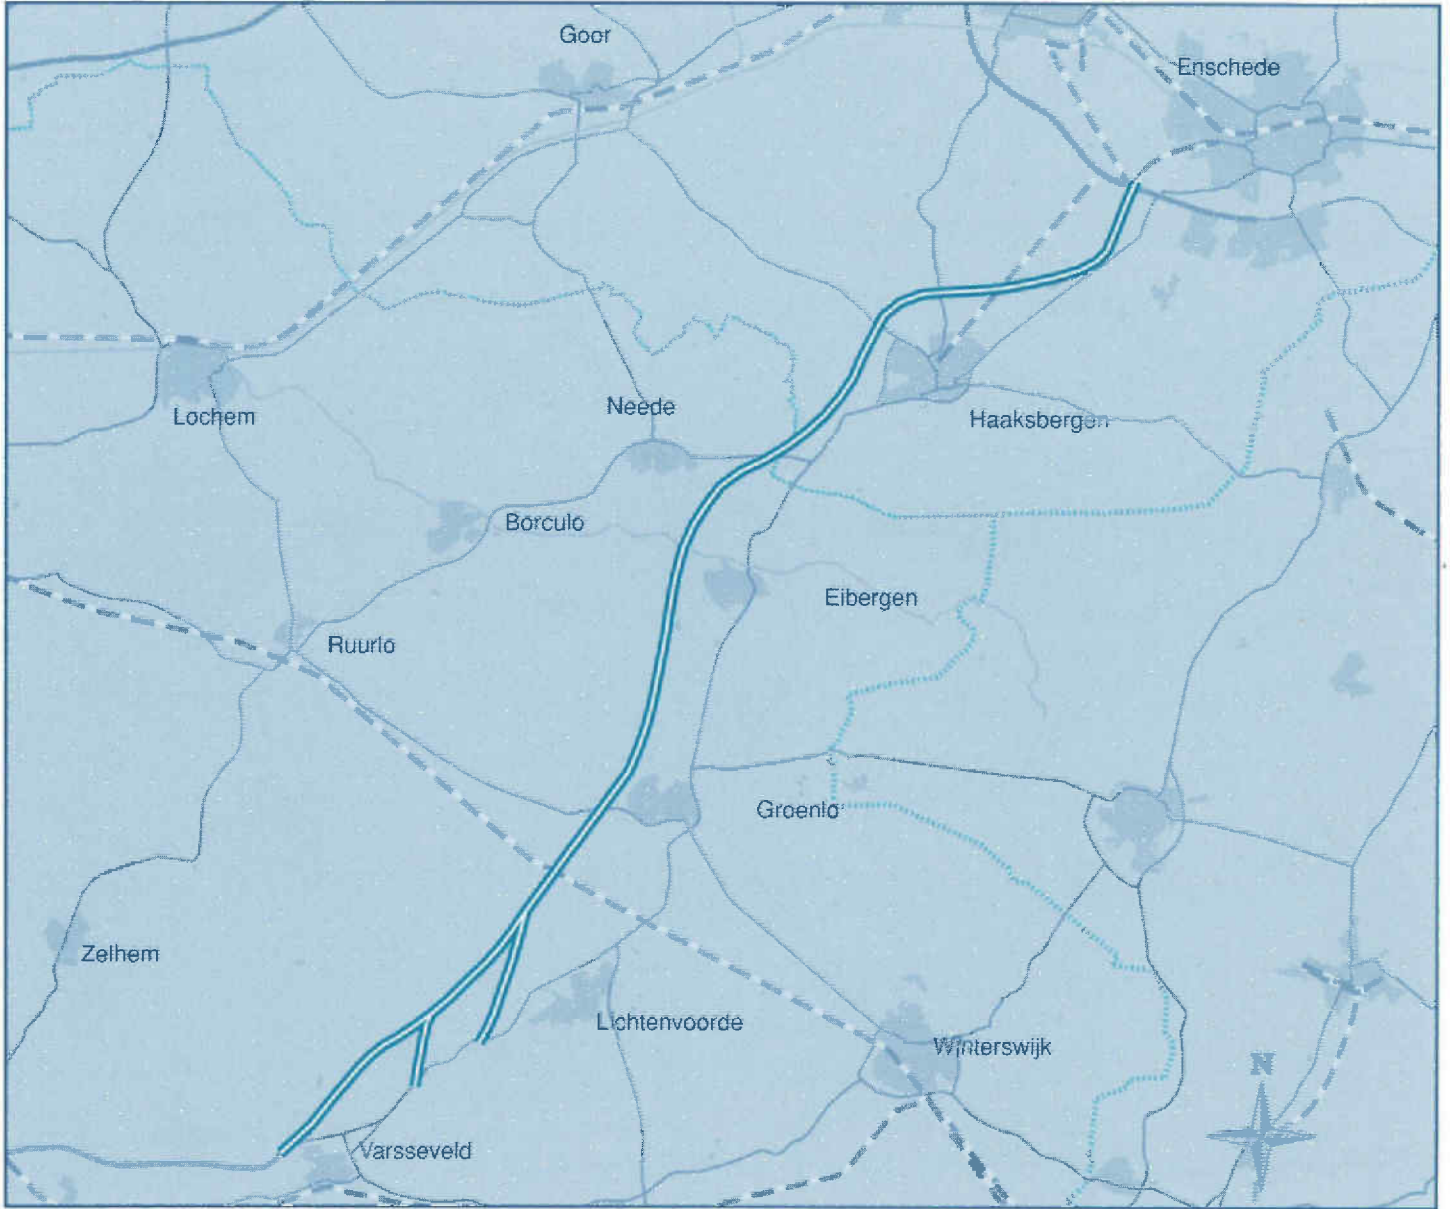 Goor
Enschede
Neede
Lochem
Haaksbergen
Borculo
Eibergen
Ruurlo
Groenlo
Zelhem
Lichtenvoorde
Winterswijk
N
Varsseveld